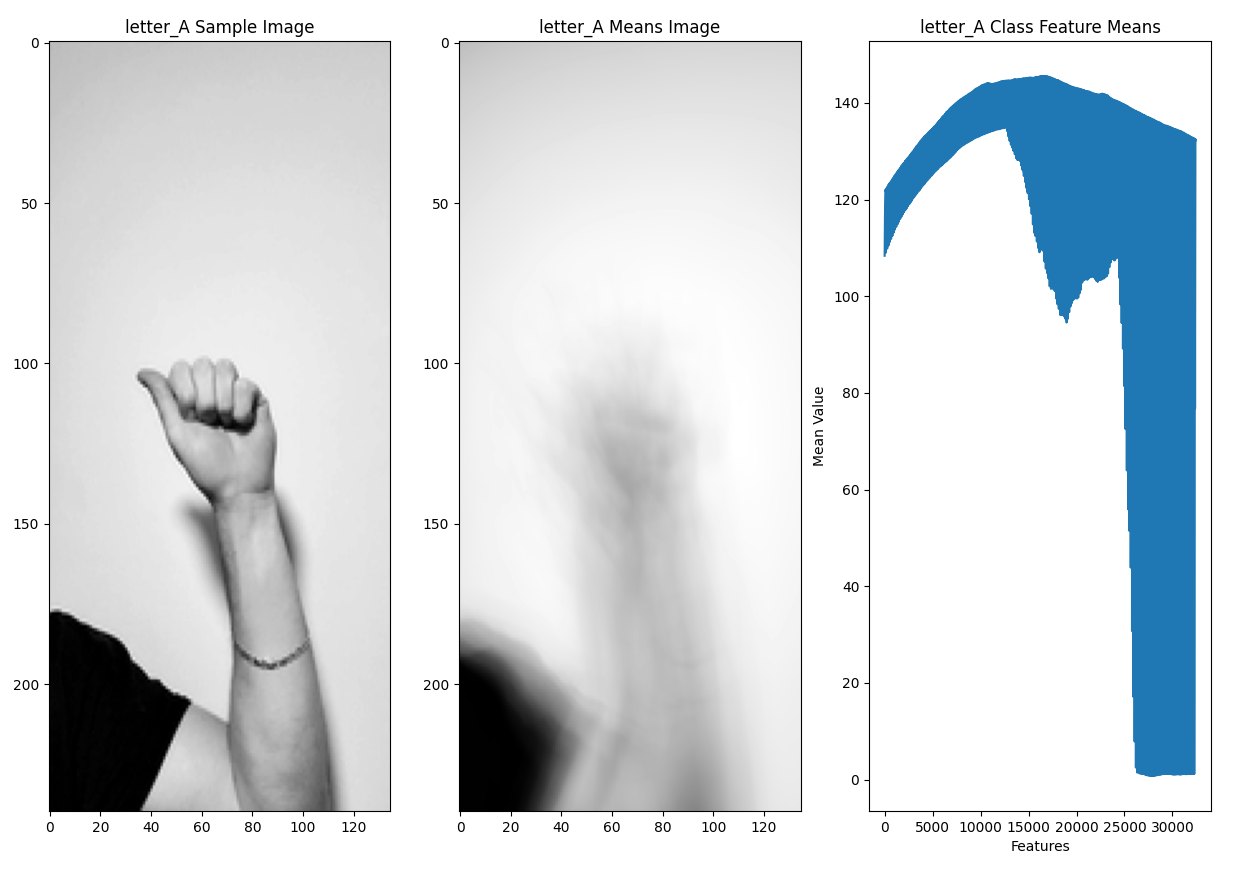 letter_A Sample Image
0
50
100
150
200
0 20 40 60 80 100 120
letter_A Means Image
0
50
100
150
200
0 20 40 60 80 100 120
letter_A Class Feature Means
Mean Value
140
120
100
80
60
40
20
0
0 5000 10000 15000 20000 25000 30000
Features